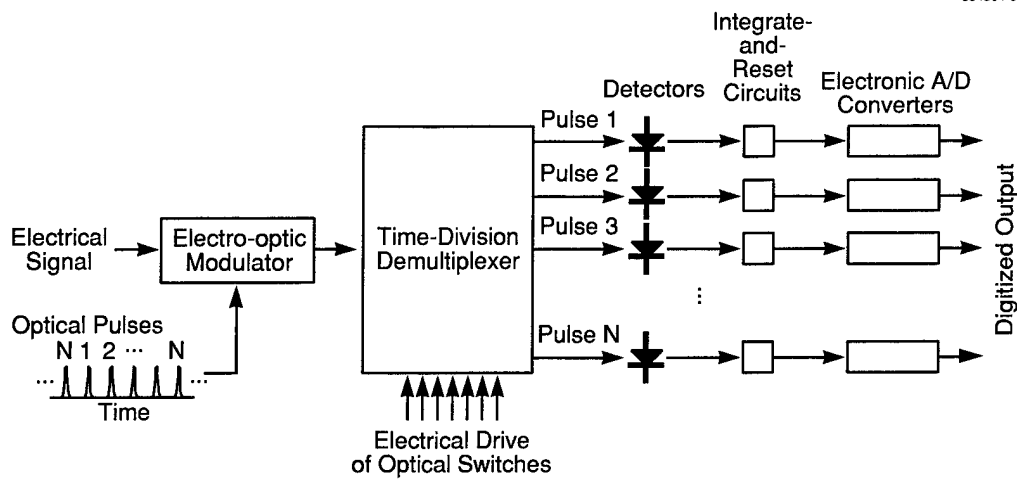 Integrate-
and-
Reset
Circuits
Detectors
Electronic A/D
Converters
Pulse 1
Pulse 2
Pulse 3
Pulse N
Electrical
Signal
Electro-optic
Modulator
Time-Division
Demultiplexer
Optical Pulses
N 1 2 ... N
... ...
Time
Electrical Drive
of Optical Switches
Digitized Output